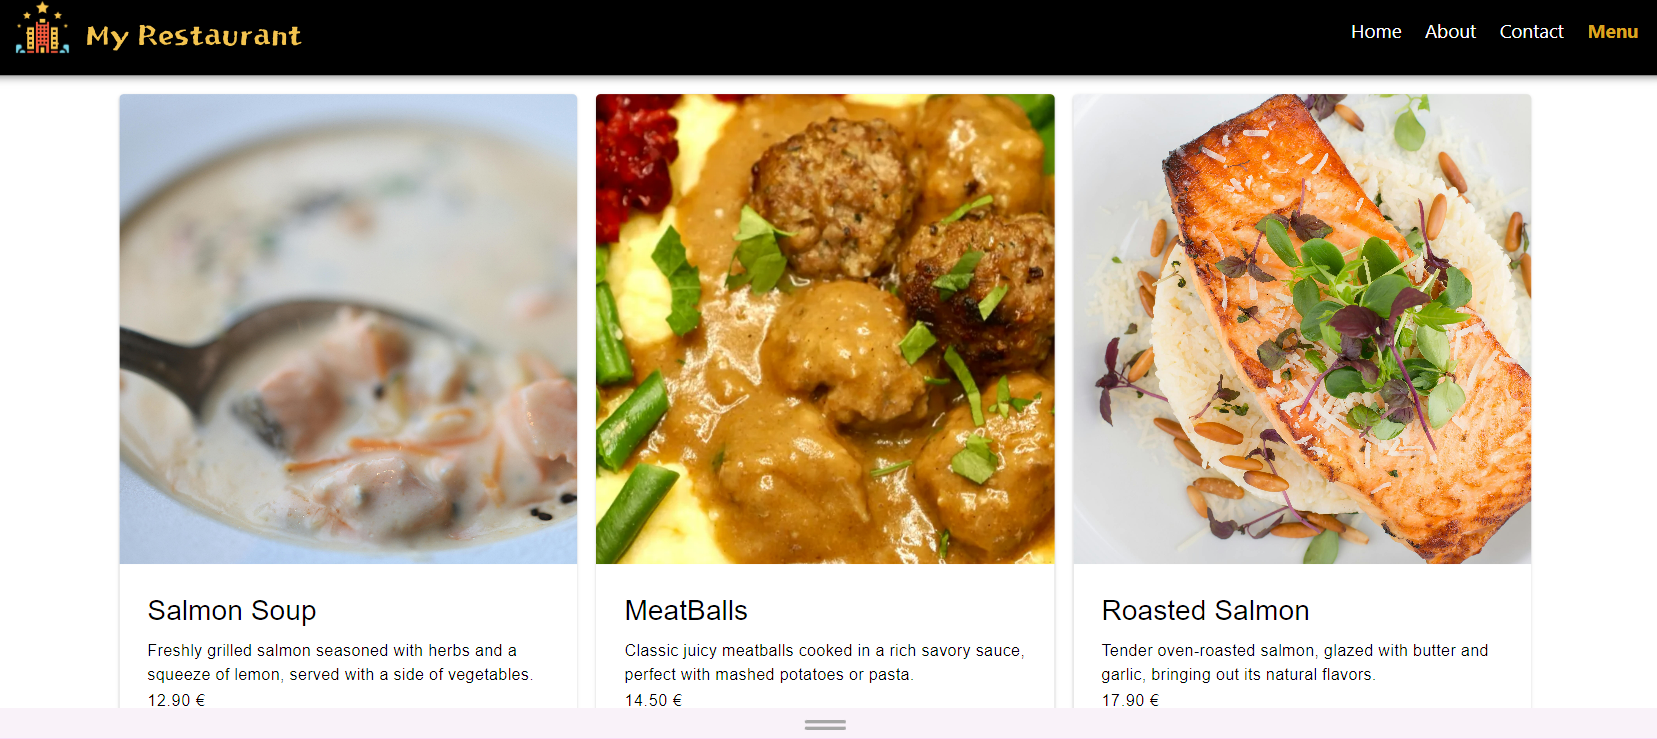 My Restaurant
Home About Contact Menu
Salmon Soup
Freshly grilled salmon seasoned with herbs and a
squeeze of lemon, served with a side of vegetables.
12.90 €
MeatBalls
Classic juicy meatballs cooked in a rich savory sauce,
perfect with mashed potatoes or pasta.
14.50 €
Roasted Salmon
Tender oven-roasted salmon, glazed with butter and
garlic, bringing out its natural flavors.
17.90 €